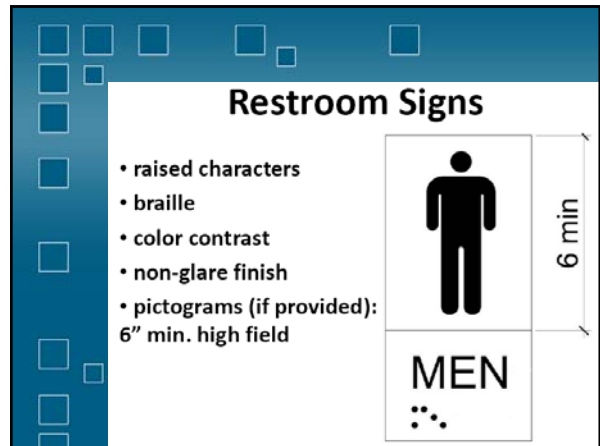 Restroom Signs
• raised characters
• braille
• color contrast
• non-glare finish
• pictograms (if provided):
6” min. high field
6 min
MEN